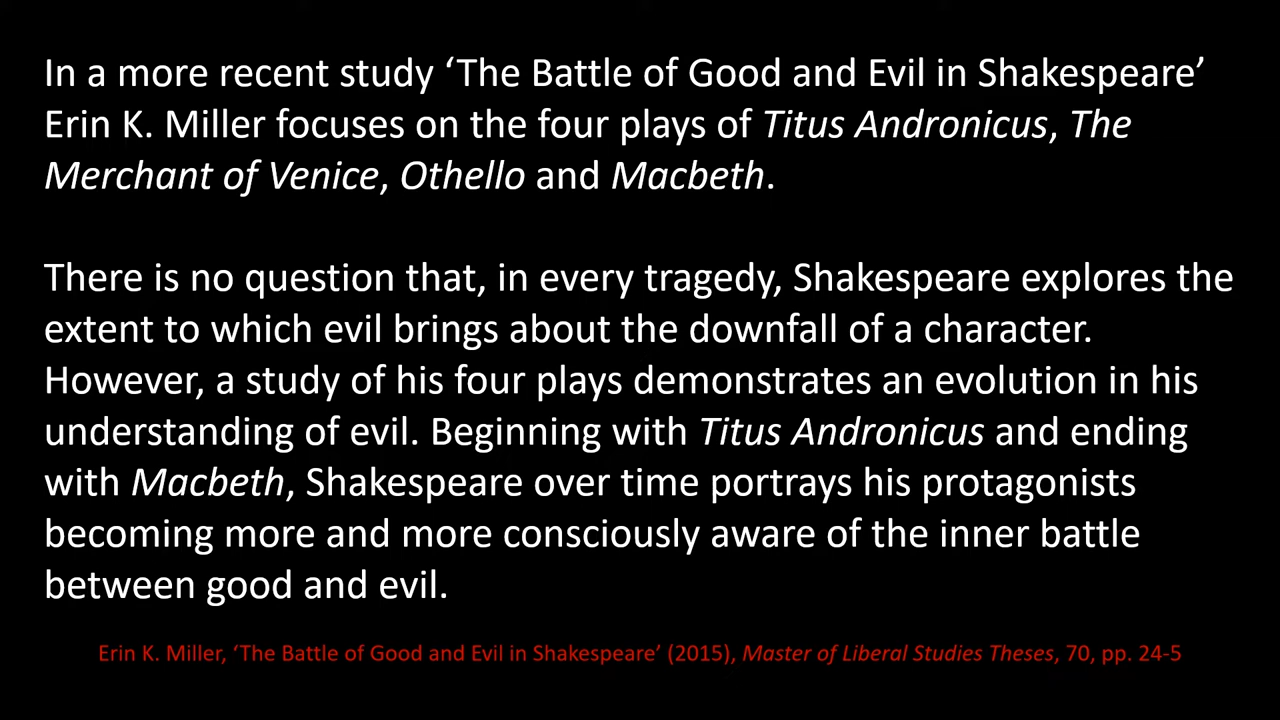 In a more recent study ‘The Battle of Good and Evil in Shakespeare’
Erin K. Miller focuses on the four plays of Titus Andronicus, The
Merchant of Venice, Othello and Macbeth.
There is no question that, in every tragedy, Shakespeare explores the
extent to which evil brings about the downfall of a character.
However, a study of his four plays demonstrates an evolution in his
understanding of evil. Beginning with Titus Andronicus and ending
with Macbeth, Shakespeare over time portrays his protagonists
becoming more and more consciously aware of the inner battle
between good and evil.
Erin K. Miller, ‘The Battle of Good and Evil in Shakespeare’ (2015), Master of Liberal Studies Theses, 70, pp. 24-5